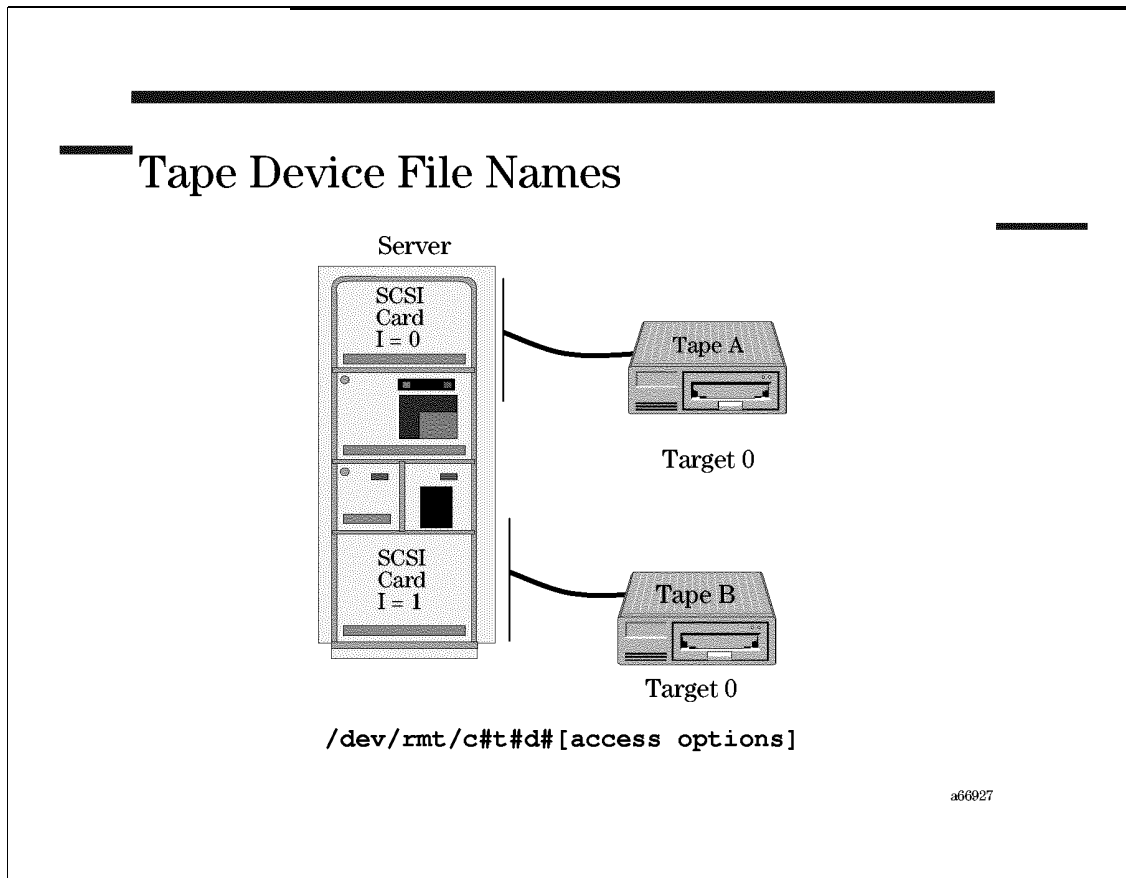 Tape Device File Names
Server
SCSI
Card
I = 0
Tape A
Target 0
SCSI
Card
I = 1
Tape B
Target 0
/dev/rmt/c#t#d#[access options]
a66927